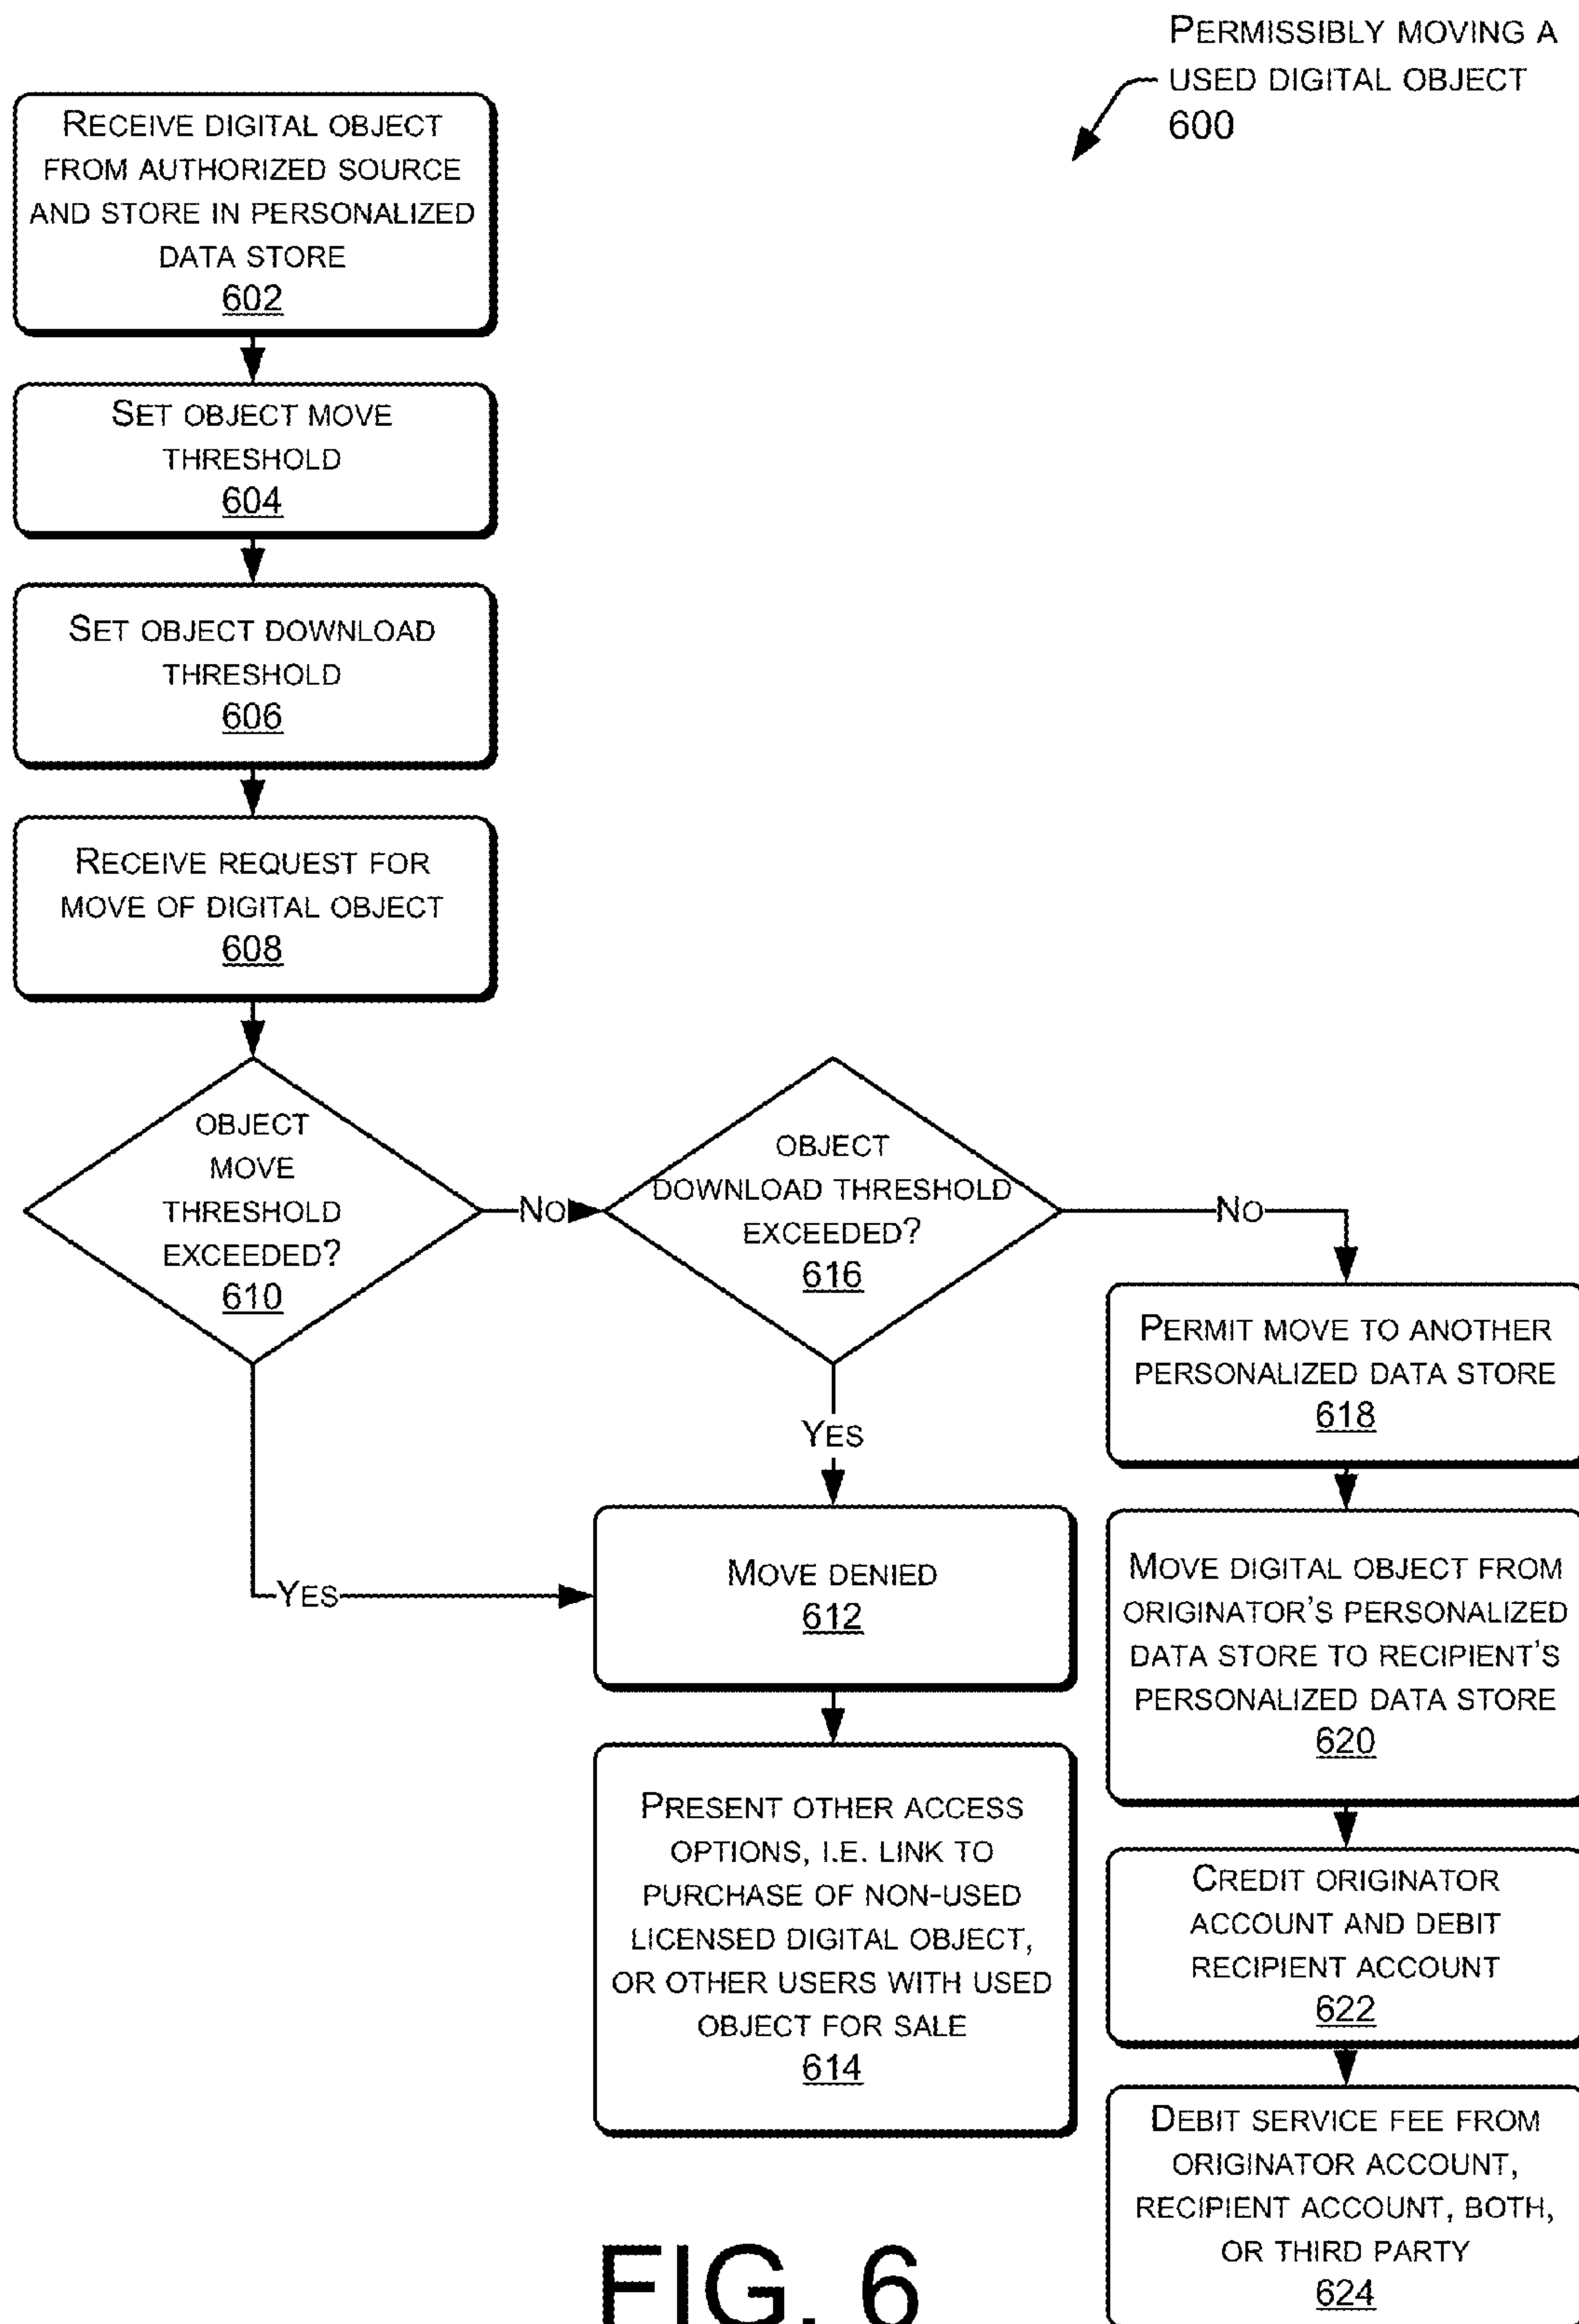 PERMISSIBLY MOVING A
USED DIGITAL OBJECT
600
RECEIVE DIGITAL OBJECT
FROM AUTHORIZED SOURCE
AND STORE IN PERSONALIZED
DATA STORE
602
SET OBJECT MOVE
THRESHOLD
604
SET OBJECT DOWNLOAD
THRESHOLD
606
RECEIVE REQUEST FOR
MOVE OF DIGITAL OBJECT
608
OBJECT
MOVE
THRESHOLD
EXCEEDED?
610
NO
OBJECT
DOWNLOAD THRESHOLD
EXCEEDED?
616
NO
YES
YES
MOVE DENIED
612
PRESENT OTHER ACCESS
OPTIONS, I.E. LINK TO
PURCHASE OF NON-USED
LICENSED DIGITAL OBJECT,
OR OTHER USERS WITH USED
OBJECT FOR SALE
614
PERMIT MOVE TO ANOTHER
PERSONALIZED DATA STORE
618
MOVE DIGITAL OBJECT FROM
ORIGINATOR'S PERSONALIZED
DATA STORE TO RECIPIENT'S
PERSONALIZED DATA STORE
620
CREDIT ORIGINATOR
ACCOUNT AND DEBIT
RECIPIENT ACCOUNT
622
DEBIT SERVICE FEE FROM
ORIGINATOR ACCOUNT,
RECIPIENT ACCOUNT, BOTH,
OR THIRD PARTY
624
FIG. 6